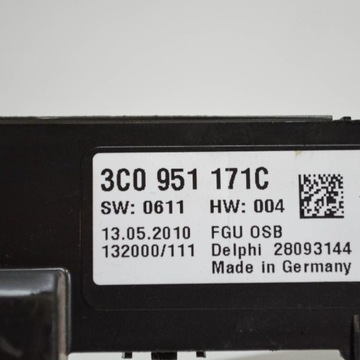 3C0 951 171C
SW: 0611 HW: 004
13.05.2010 FGU OSB
132000/111 Delphi 28093144
Made in Germany